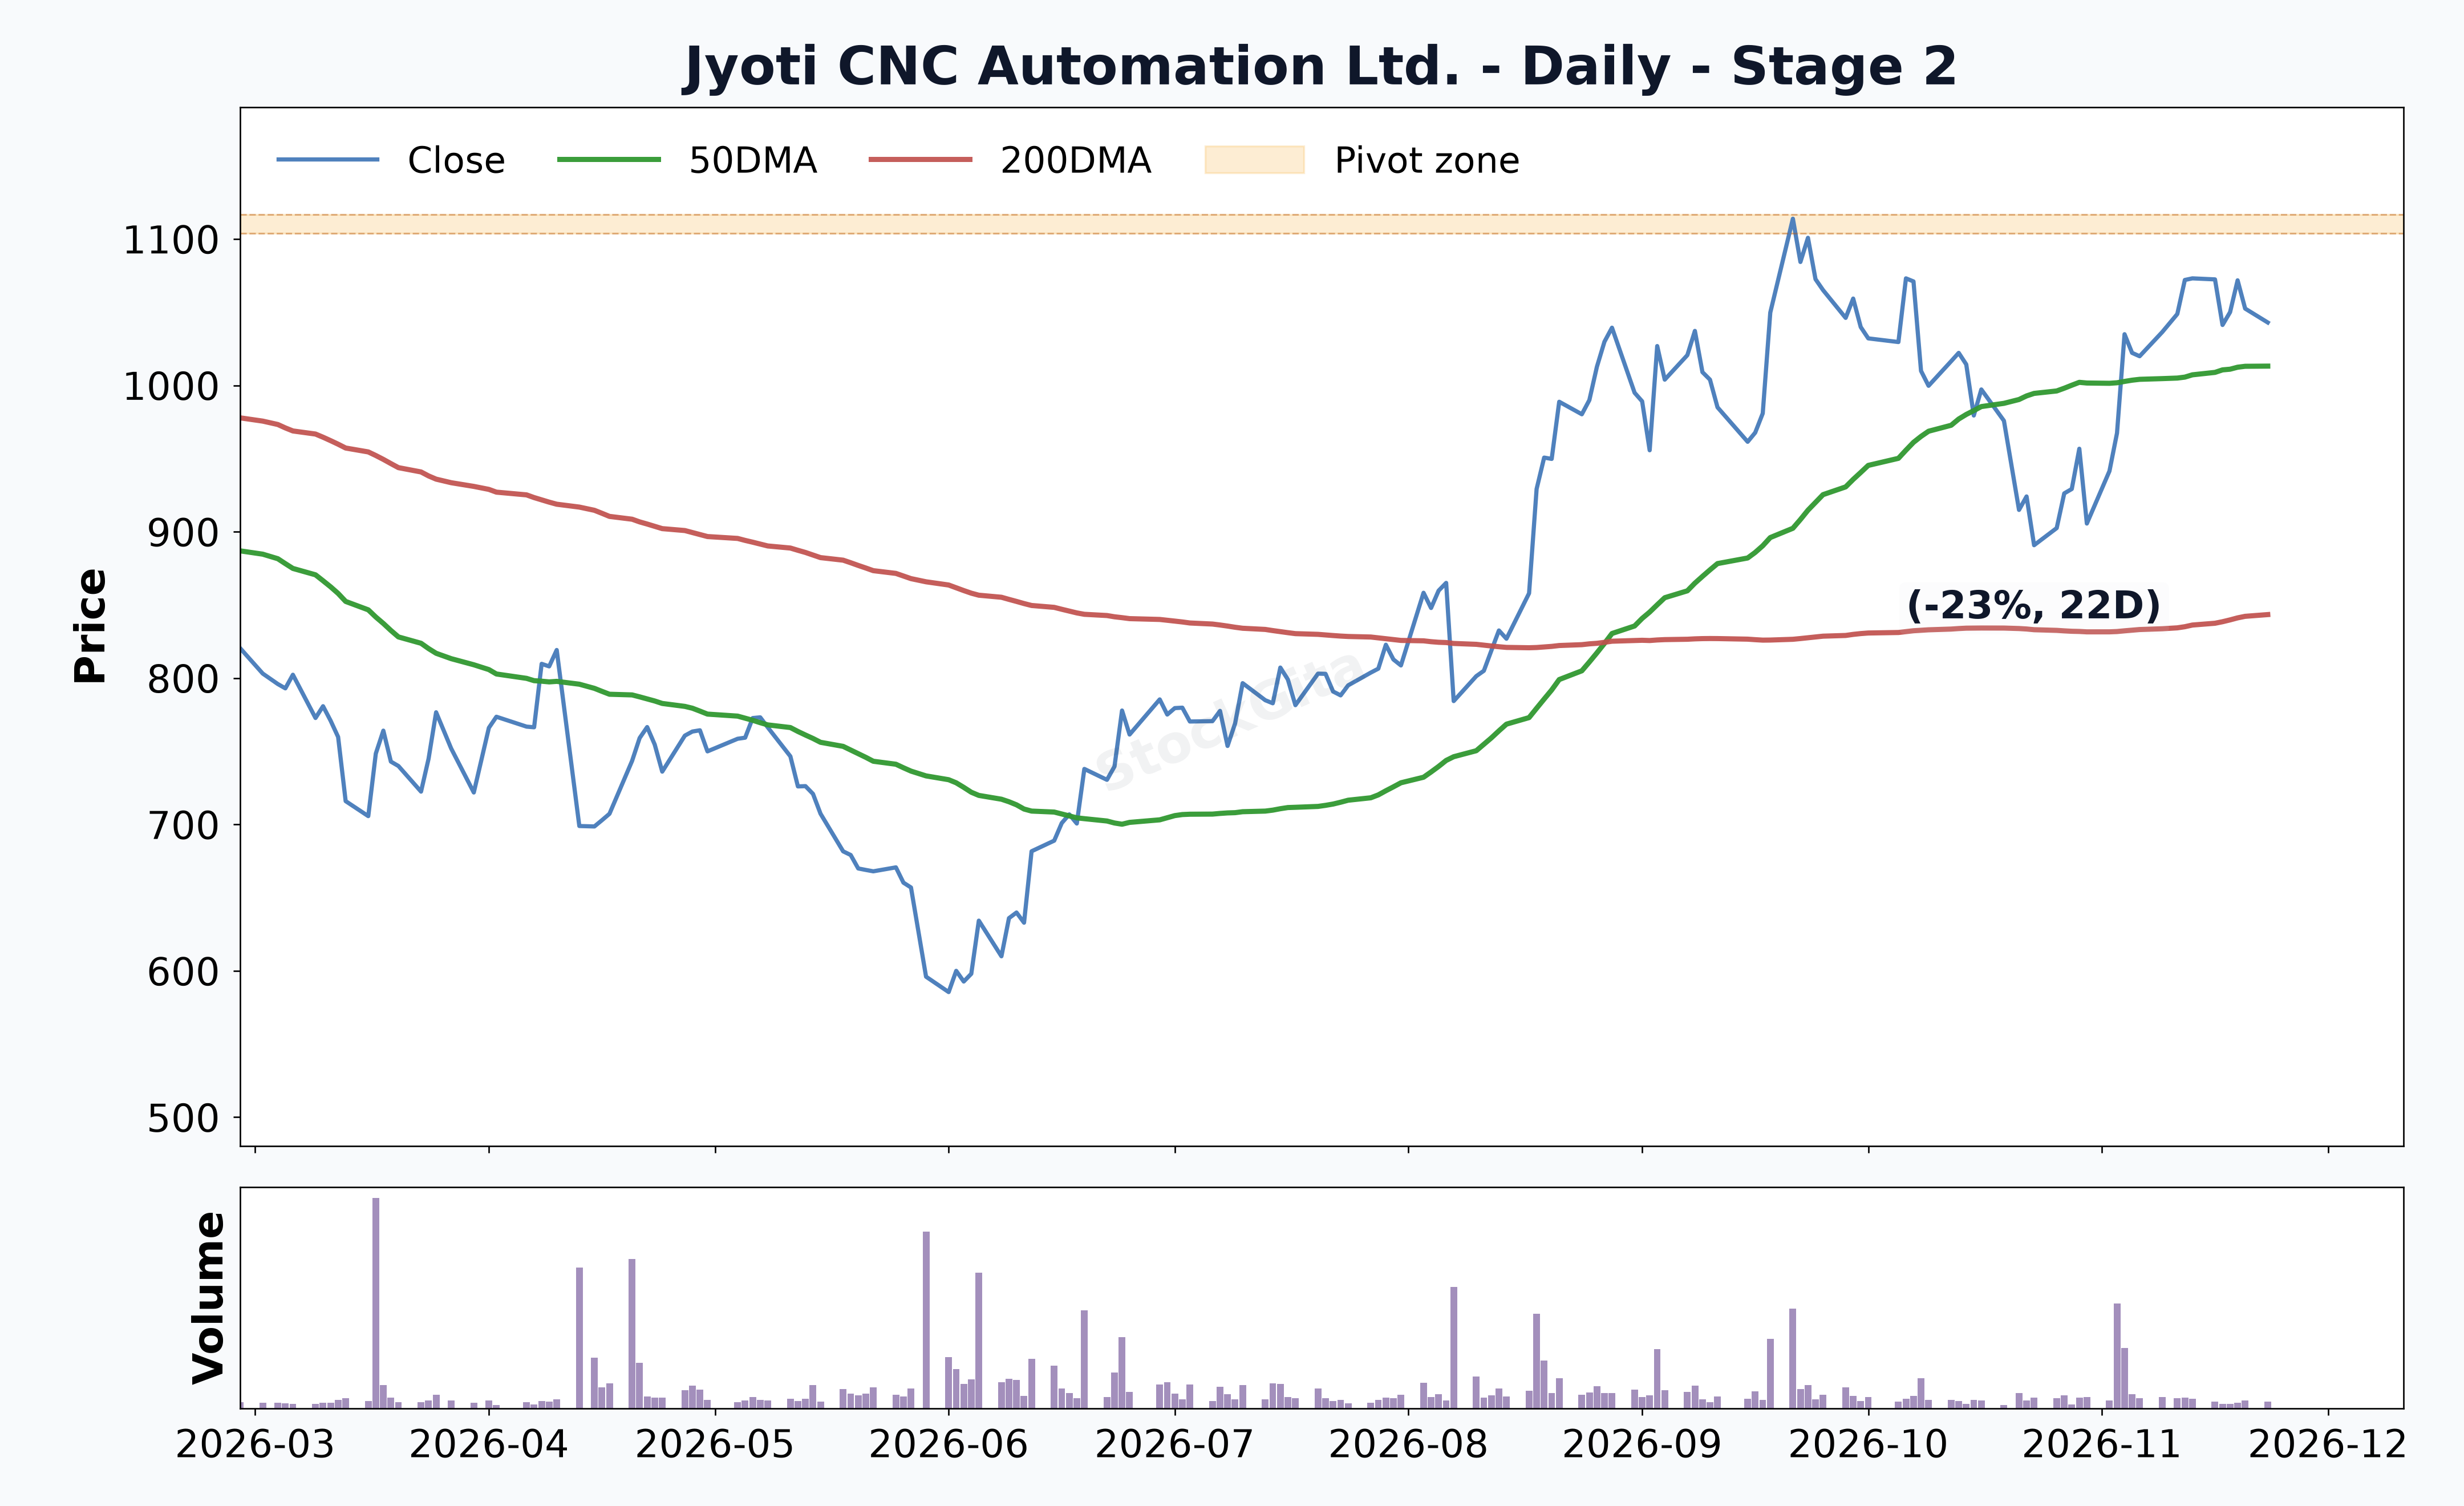 Jyoti CNC Automation Ltd. - Daily - Stage 2
Close 50DMA 200DMA Pivot zone
1100
1000
900
800
700
600
500
Price
(-23%, 22D)
StockGita
Volume
2026-03 2026-04 2026-05 2026-06 2026-07 2026-08 2026-09 2026-10 2026-11 2026-12